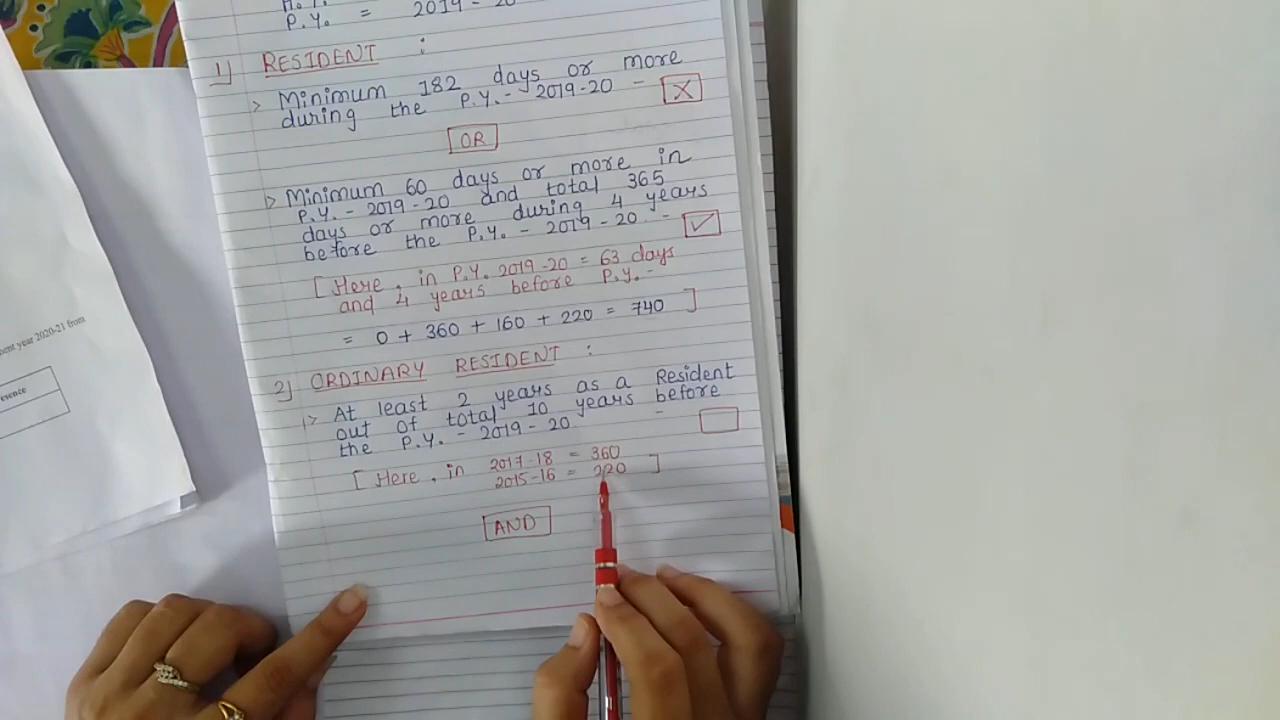 P.Y. = 2019-20
1) RESIDENT :
> Minimum 182 days or more
during the P.Y. - 2019-20 - X
OR
> Minimum 60 days or more in
P.Y. - 2019-20 and total 365
days or more during 4 years
before the P.Y. - 2019-20 - ✓
[ Here, in P.Y. 2019-20 = 63 days
and 4 years before P.Y. -
= 0 + 360 + 160 + 220 = 740 ]
2) ORDINARY RESIDENT :
> At least 2 years as a Resident
out of total 10 years before
the P.Y. - 2019-20 -
[ Here, in 2017-18 = 360
2015-16 = 220 ]
AND
year 2020-21 from